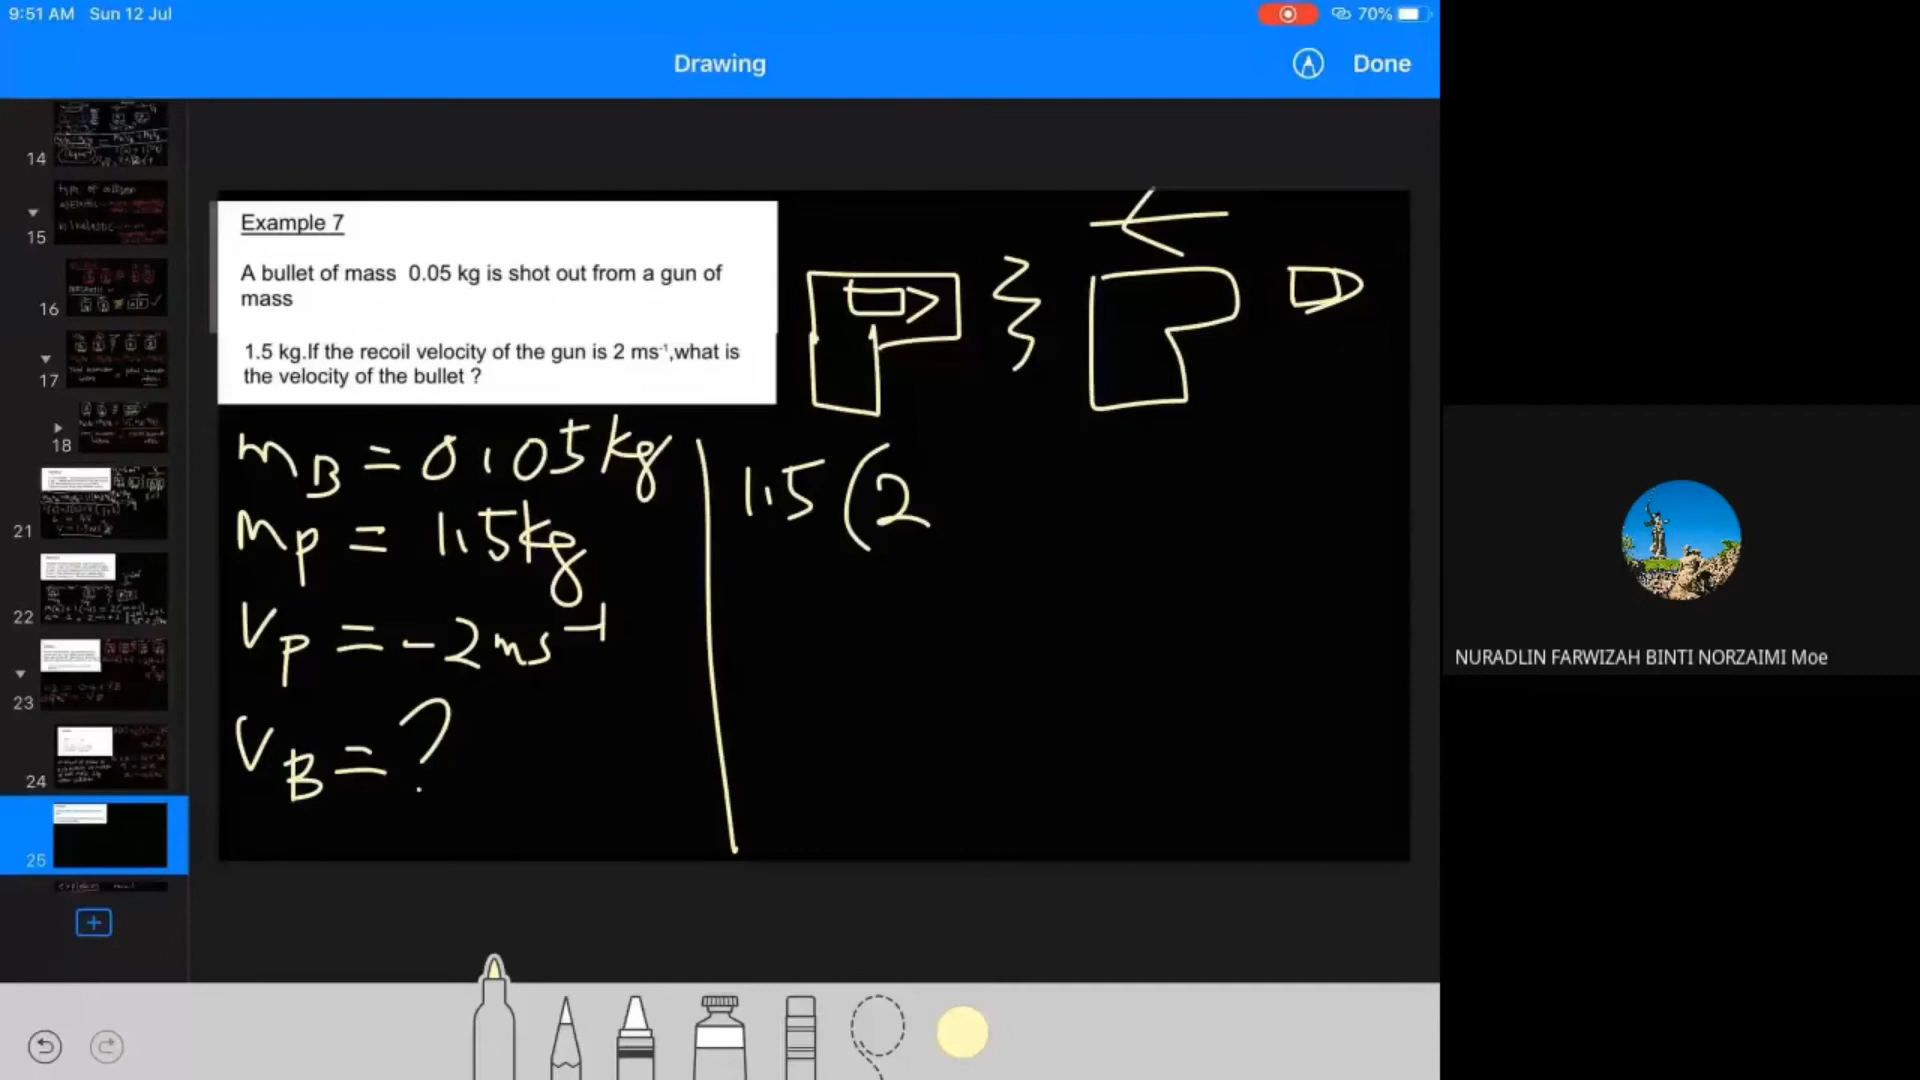 9:51 AM Sun 12 Jul
70%
Drawing
Done
14
15
16
17
18
21
22
23
24
25
Example 7
A bullet of mass 0.05 kg is shot out from a gun of
mass
1.5 kg.If the recoil velocity of the gun is 2 ms⁻¹,what is
the velocity of the bullet ?
mB = 0.05kg
mP = 1.5kg
VP = -2ms⁻¹
VB = ?
1.5 (2
NURADLIN FARWIZAH BINTI NORZAIMI Moe